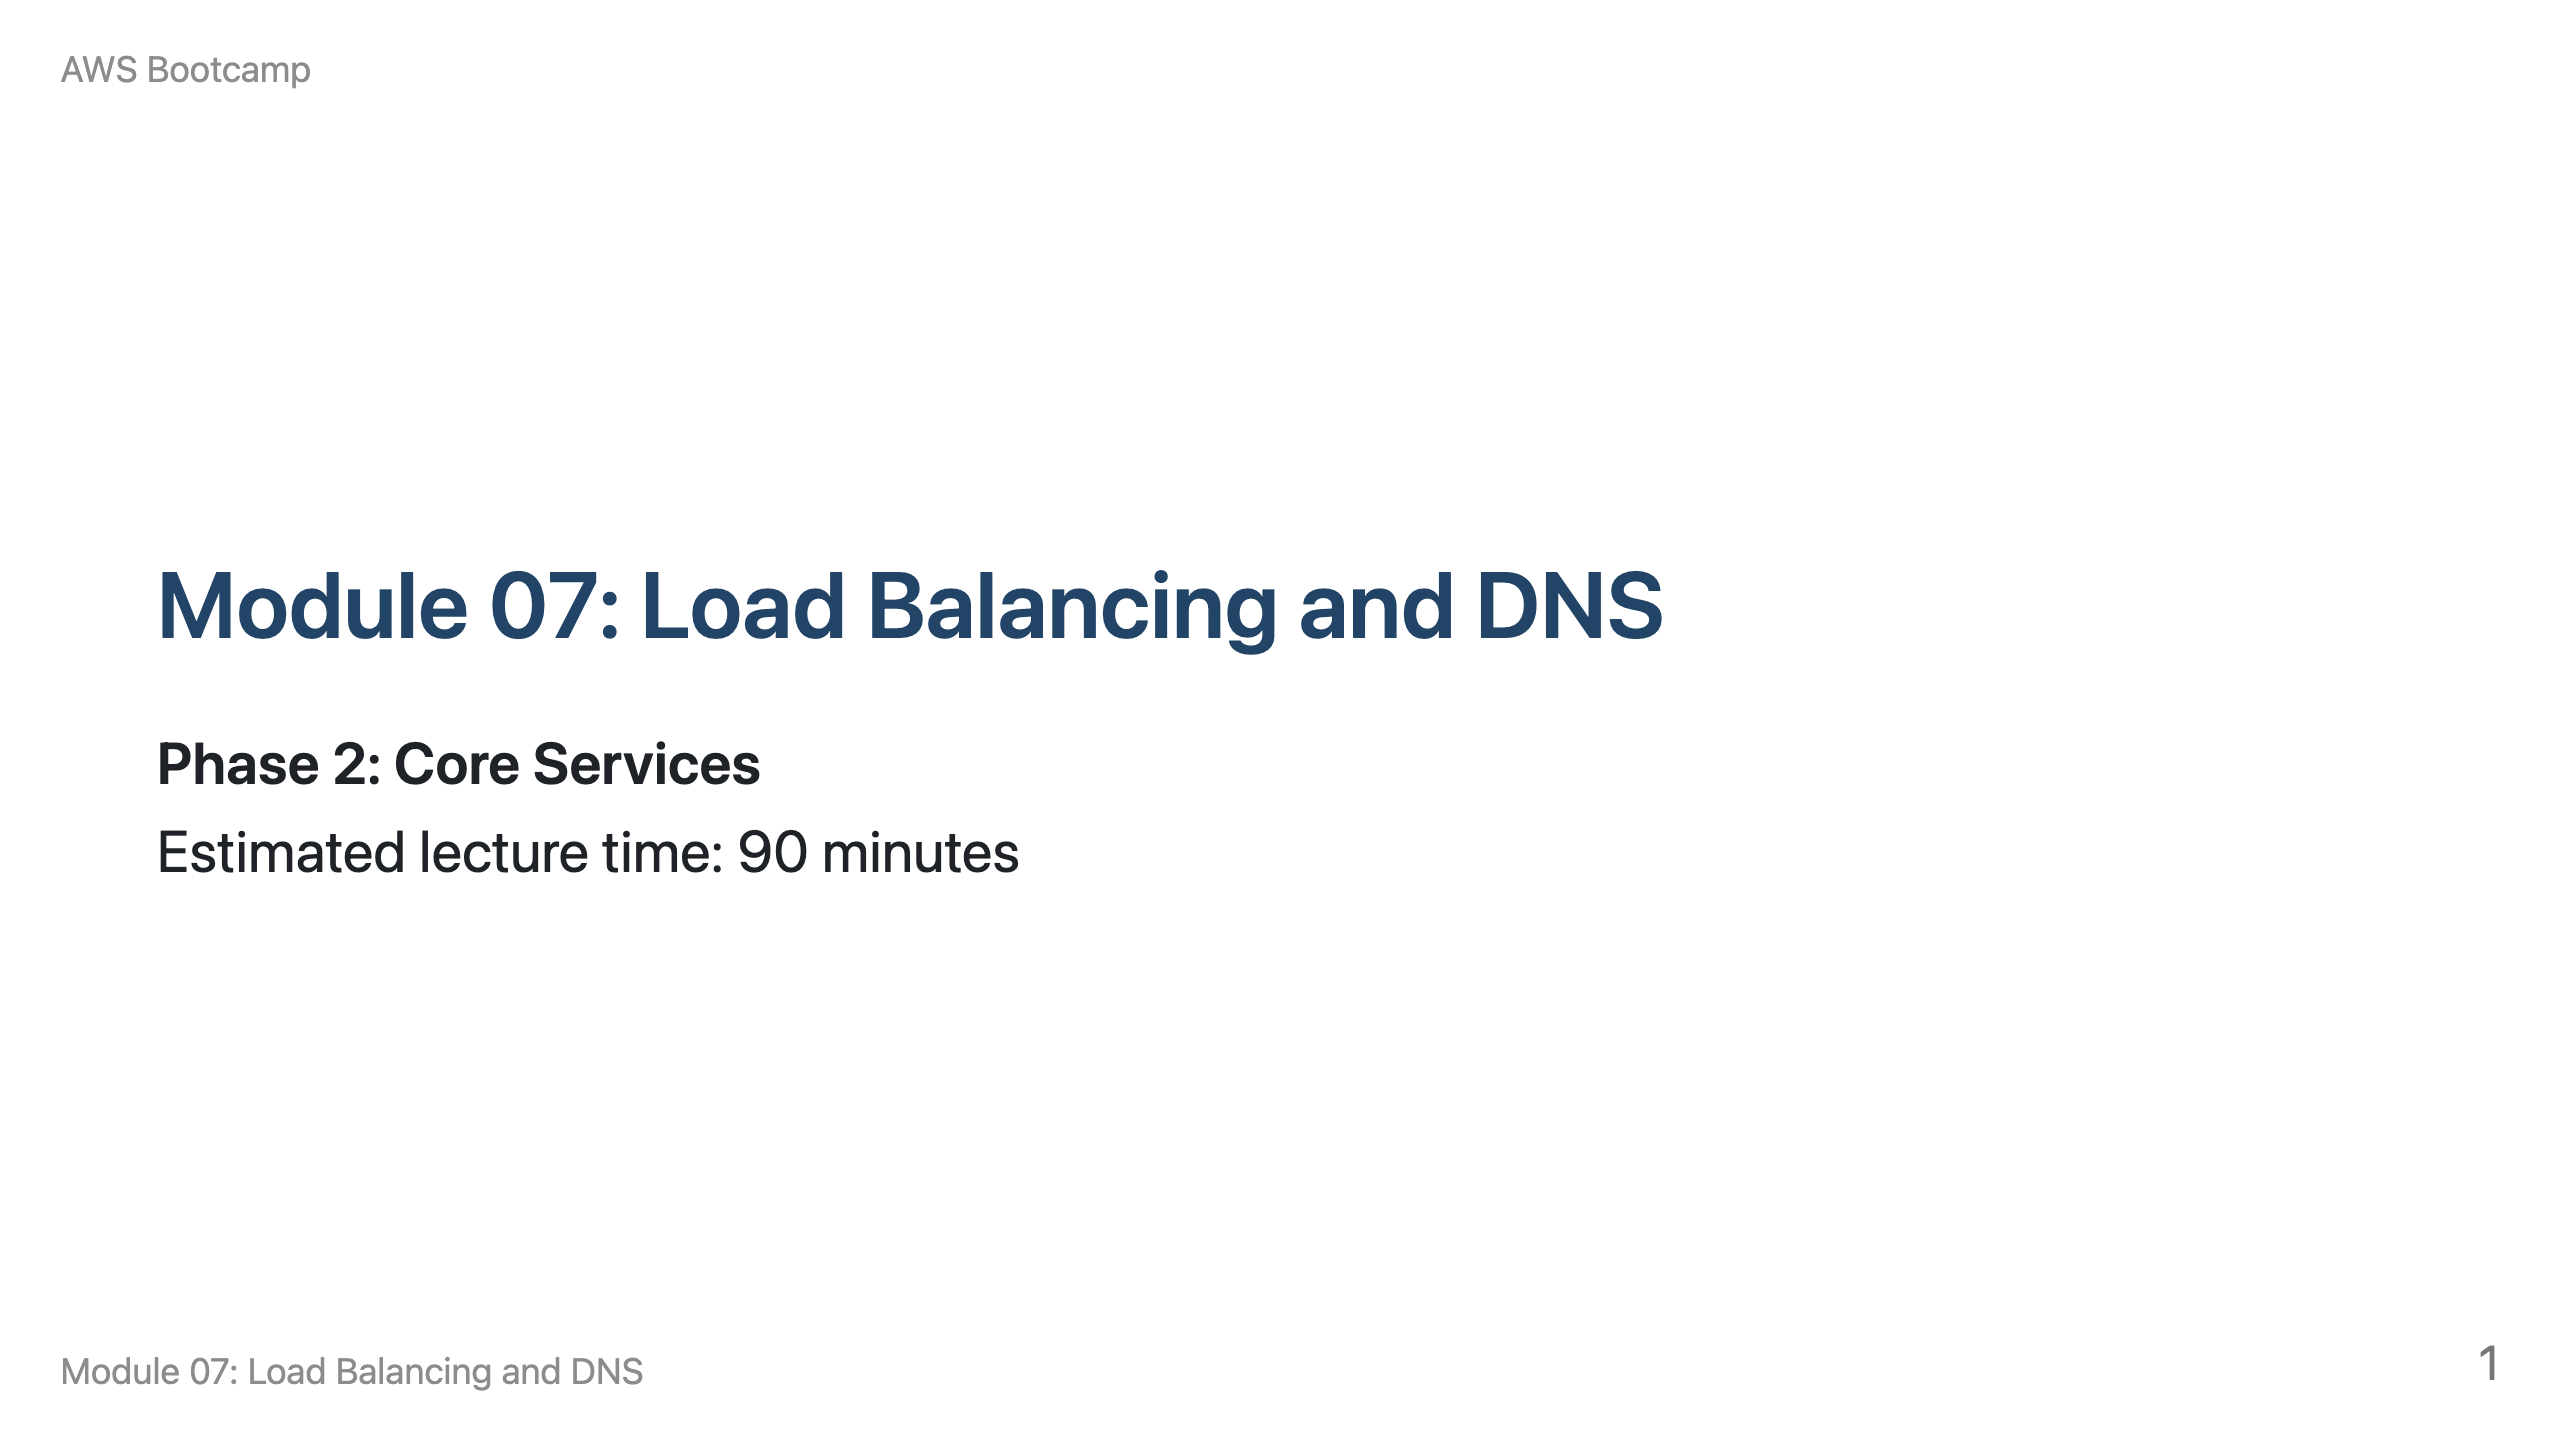 AWS Bootcamp
Module 07: Load Balancing and DNS
Phase 2: Core Services
Estimated lecture time: 90 minutes
Module 07: Load Balancing and DNS
1